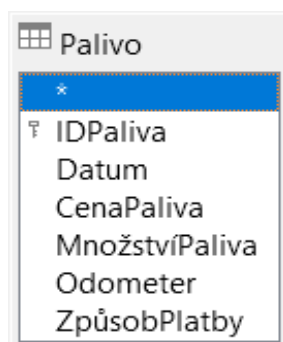 Palivo
*
IDPaliva
Datum
CenaPaliva
MnožstvíPaliva
Odometer
ZpůsobPlatby